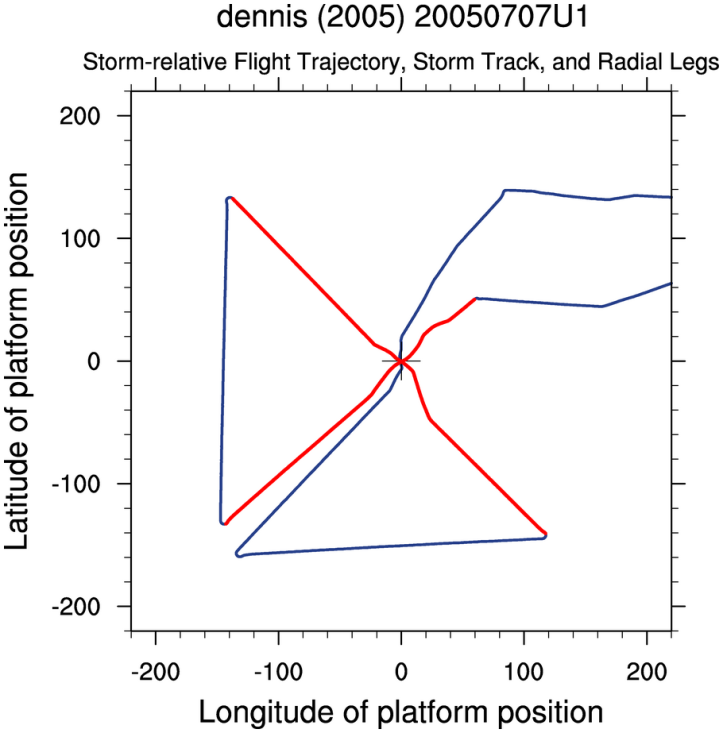 dennis (2005) 20050707U1
Storm-relative Flight Trajectory, Storm Track, and Radial Legs
200
100
0
-100
-200
Latitude of platform position
-200 -100 0 100 200
Longitude of platform position